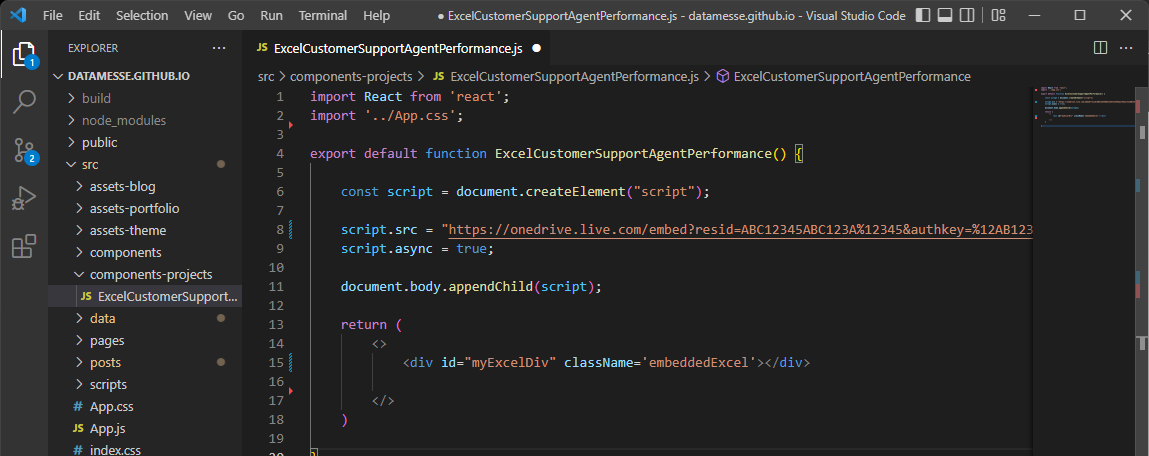 File Edit Selection View Go Run Terminal Help ● ExcelCustomerSupportAgentPerformance.js - datamesse.github.io - Visual Studio Code
EXPLORER ···
JS ExcelCustomerSupportAgentPerformance.js ●
DATAMESSE.GITHUB.IO
build
node_modules
public
src
assets-blog
assets-portfolio
assets-theme
components
components-projects
JS ExcelCustomerSupport...
data
pages
posts
scripts
# App.css
JS App.js
# index.css
1
2
src > components-projects > JS ExcelCustomerSupportAgentPerformance.js > ExcelCustomerSupportAgentPerformance
1 import React from 'react';
2 import '../App.css';
3
4 export default function ExcelCustomerSupportAgentPerformance() {
5
6 const script = document.createElement("script");
7
8 script.src = "https://onedrive.live.com/embed?resid=ABC12345ABC123A%12345&authkey=%12AB123
9 script.async = true;
10
11 document.body.appendChild(script);
12
13 return (
14 <>
15 <div id="myExcelDiv" className='embeddedExcel'></div>
16
17 </>
18 )
19
20 }